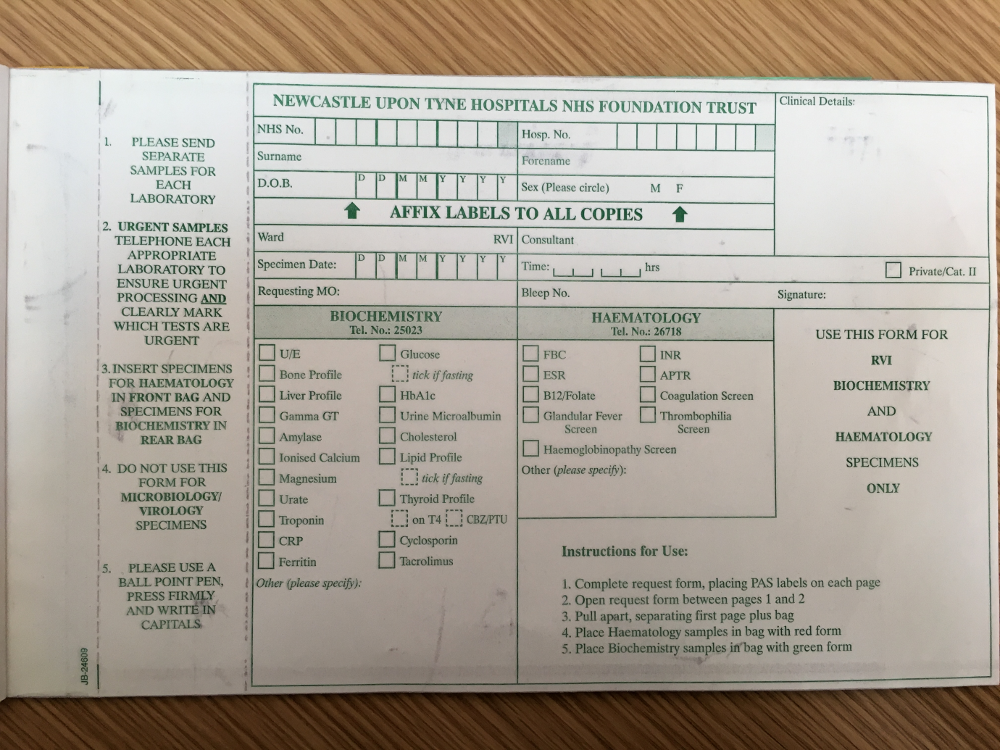 1. PLEASE SEND
SEPARATE
SAMPLES FOR
EACH
LABORATORY
2. URGENT SAMPLES
TELEPHONE EACH
APPROPRIATE
LABORATORY TO
ENSURE URGENT
PROCESSING AND
CLEARLY MARK
WHICH TESTS ARE
URGENT
3. INSERT SPECIMENS
FOR HAEMATOLOGY
IN FRONT BAG AND
SPECIMENS FOR
BIOCHEMISTRY IN
REAR BAG
4. DO NOT USE THIS
FORM FOR
MICROBIOLOGY/
VIROLOGY
SPECIMENS
5. PLEASE USE A
BALL POINT PEN,
PRESS FIRMLY
AND WRITE IN
CAPITALS
JB-24609
NEWCASTLE UPON TYNE HOSPITALS NHS FOUNDATION TRUST
Clinical Details:
NHS No.
Hosp. No.
Surname
Forename
D.O.B. D D M M Y Y Y Y
Sex (Please circle) M F
AFFIX LABELS TO ALL COPIES
Ward RVI
Consultant
Specimen Date: D D M M Y Y Y Y
Time: hrs
Private/Cat. II
Requesting MO:
Bleep No.
Signature:
BIOCHEMISTRY
Tel. No.: 25023
U/E
Bone Profile
Liver Profile
Gamma GT
Amylase
Ionised Calcium
Magnesium
Urate
Troponin
CRP
Ferritin
Glucose
tick if fasting
HbA1c
Urine Microalbumin
Cholesterol
Lipid Profile
tick if fasting
Thyroid Profile
on T4 CBZ/PTU
Cyclosporin
Tacrolimus
Other (please specify):
HAEMATOLOGY
Tel. No.: 26718
FBC
ESR
B12/Folate
Glandular Fever
Screen
Haemoglobinopathy Screen
INR
APTR
Coagulation Screen
Thrombophilia
Screen
Other (please specify):
USE THIS FORM FOR
RVI
BIOCHEMISTRY
AND
HAEMATOLOGY
SPECIMENS
ONLY
Instructions for Use:
1. Complete request form, placing PAS labels on each page
2. Open request form between pages 1 and 2
3. Pull apart, separating first page plus bag
4. Place Haematology samples in bag with red form
5. Place Biochemistry samples in bag with green form